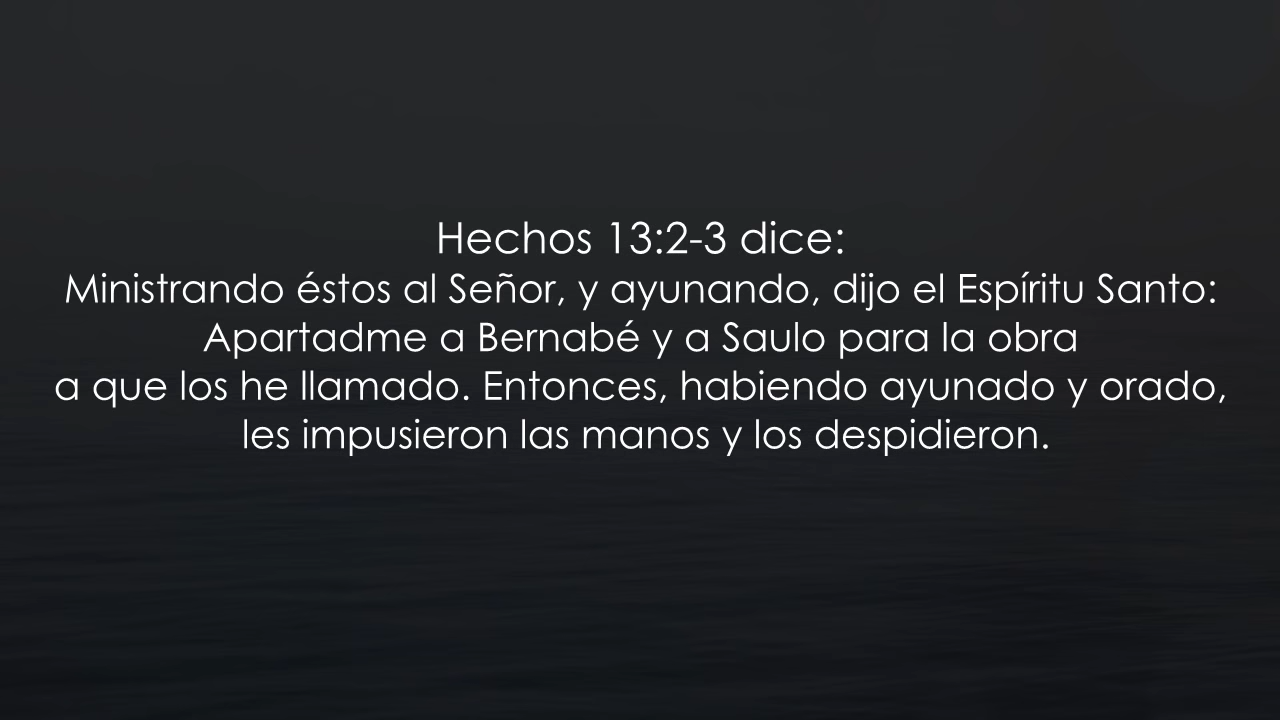 Hechos 13:2-3 dice:
Ministrando éstos al Señor, y ayunando, dijo el Espíritu Santo:
Apartadme a Bernabé y a Saulo para la obra
a que los he llamado. Entonces, habiendo ayunado y orado,
les impusieron las manos y los despidieron.